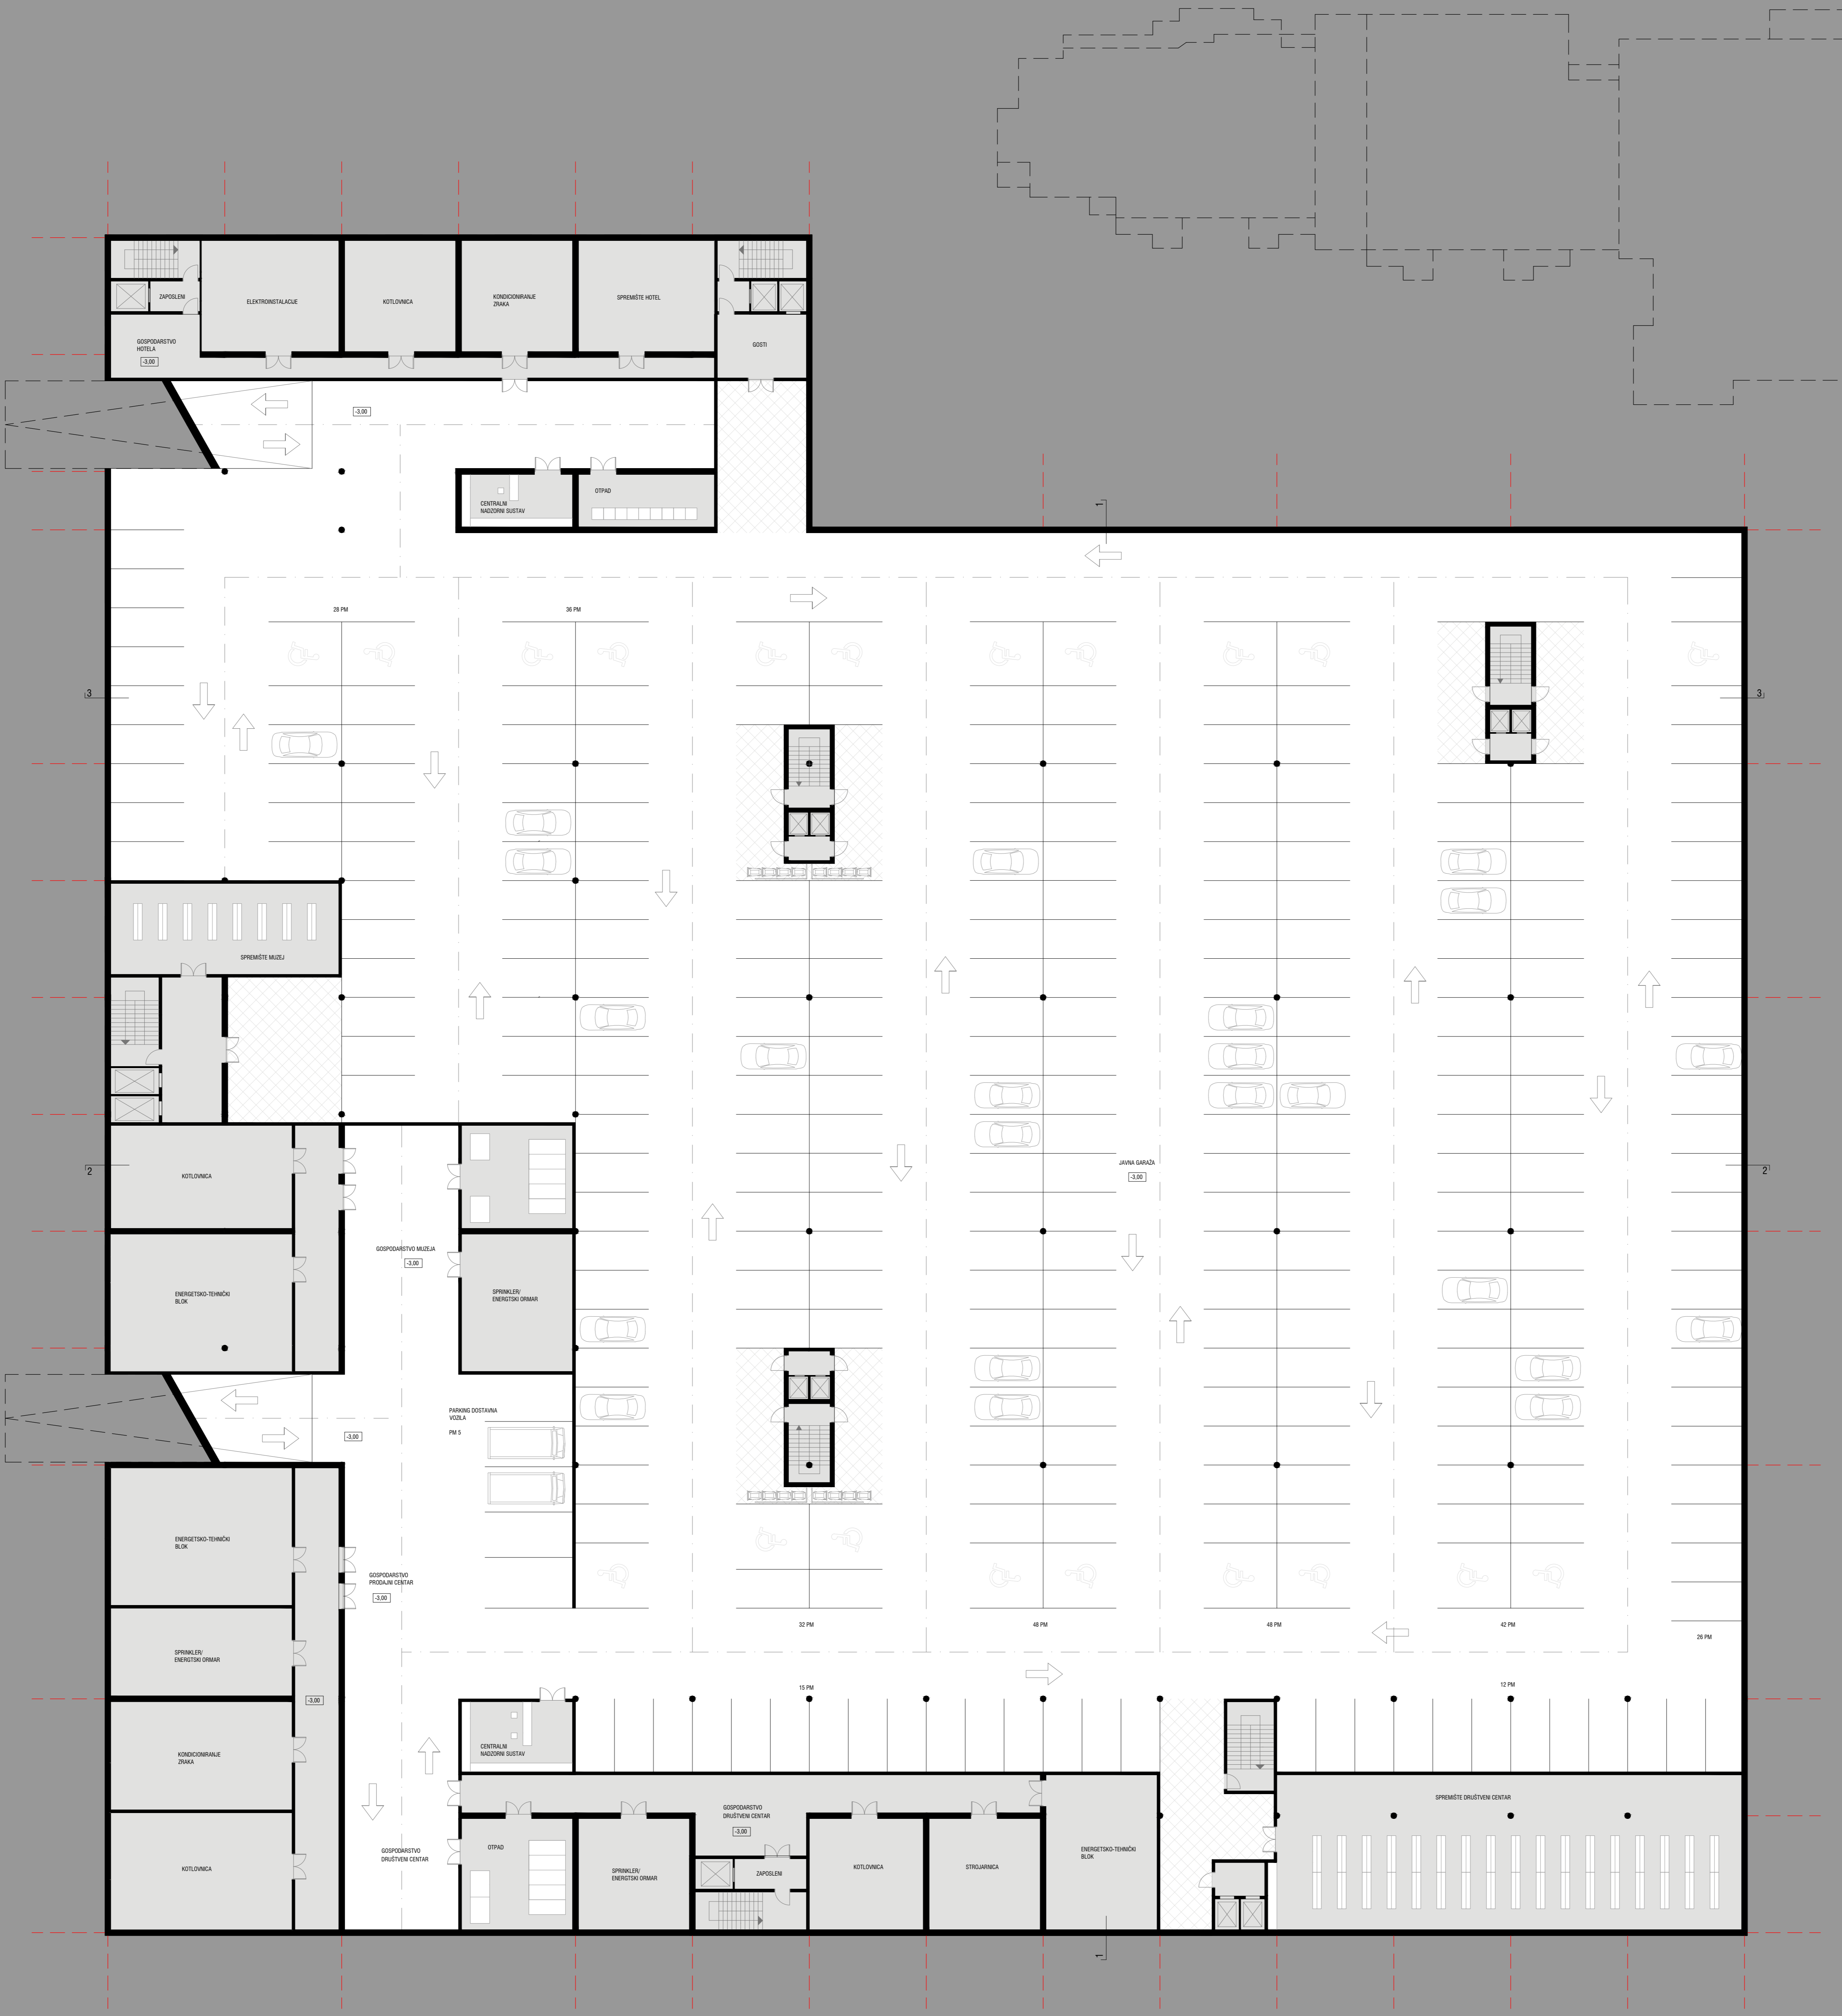 ZAPOSLENI
ELEKTROINSTALACIJE
KOTLOVNICA
KONDICIONIRANJE
ZRAKA
SPREMIŠTE HOTEL
GOSPODARSTVO
HOTELA
-3,00
GOSTI
-3,00
CENTRALNI
NADZORNI SUSTAV
OTPAD
1
28 PM
36 PM
3
3
SPREMIŠTE MUZEJ
2
KOTLOVNICA
JAVNA GARAŽA
-3,00
2
GOSPODARSTVO MUZEJA
-3,00
ENERGETSKO-TEHNIČKI
BLOK
SPRINKLER/
ENERGTSKI ORMAR
PARKING DOSTAVNA
VOZILA
PM 5
-3,00
ENERGETSKO-TEHNIČKI
BLOK
GOSPODARSTVO
PRODAJNI CENTAR
-3,00
32 PM
48 PM
48 PM
42 PM
26 PM
SPRINKLER/
ENERGTSKI ORMAR
-3,00
15 PM
12 PM
KONDICIONIRANJE
ZRAKA
CENTRALNI
NADZORNI SUSTAV
GOSPODARSTVO
DRUŠTVENI CENTAR
-3,00
SPREMIŠTE DRUŠTVENI CENTAR
KOTLOVNICA
GOSPODARSTVO
DRUŠTVENI CENTAR
OTPAD
SPRINKLER/
ENERGTSKI ORMAR
ZAPOSLENI
KOTLOVNICA
STROJARNICA
ENERGETSKO-TEHNIČKI
BLOK
1